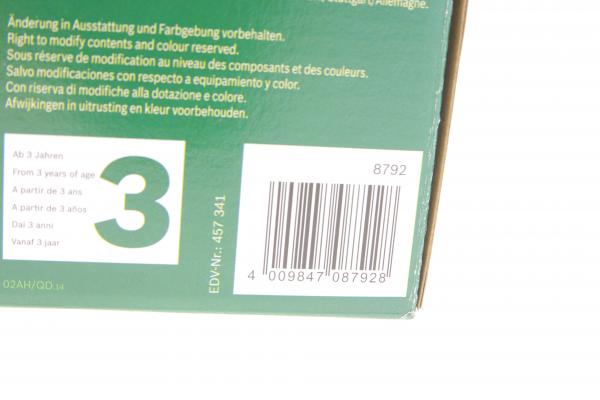 Stuttgart/Allemagne.
Änderung in Ausstattung und Farbgebung vorbehalten.
Right to modify contents and colour reserved.
Sous réserve de modification au niveau des composants et des couleurs.
Salvo modificaciones con respecto a equipamiento y color.
Con riserva di modifiche alla dotazione e colore.
Afwijkingen in uitrusting en kleur voorbehouden.
Ab 3 Jahren
From 3 years of age
A partir de 3 ans
A partir de 3 años
Dai 3 anni
Vanaf 3 jaar
3
02AH/QD.14
EDV-Nr.: 457 341
8792
4 009847 087928